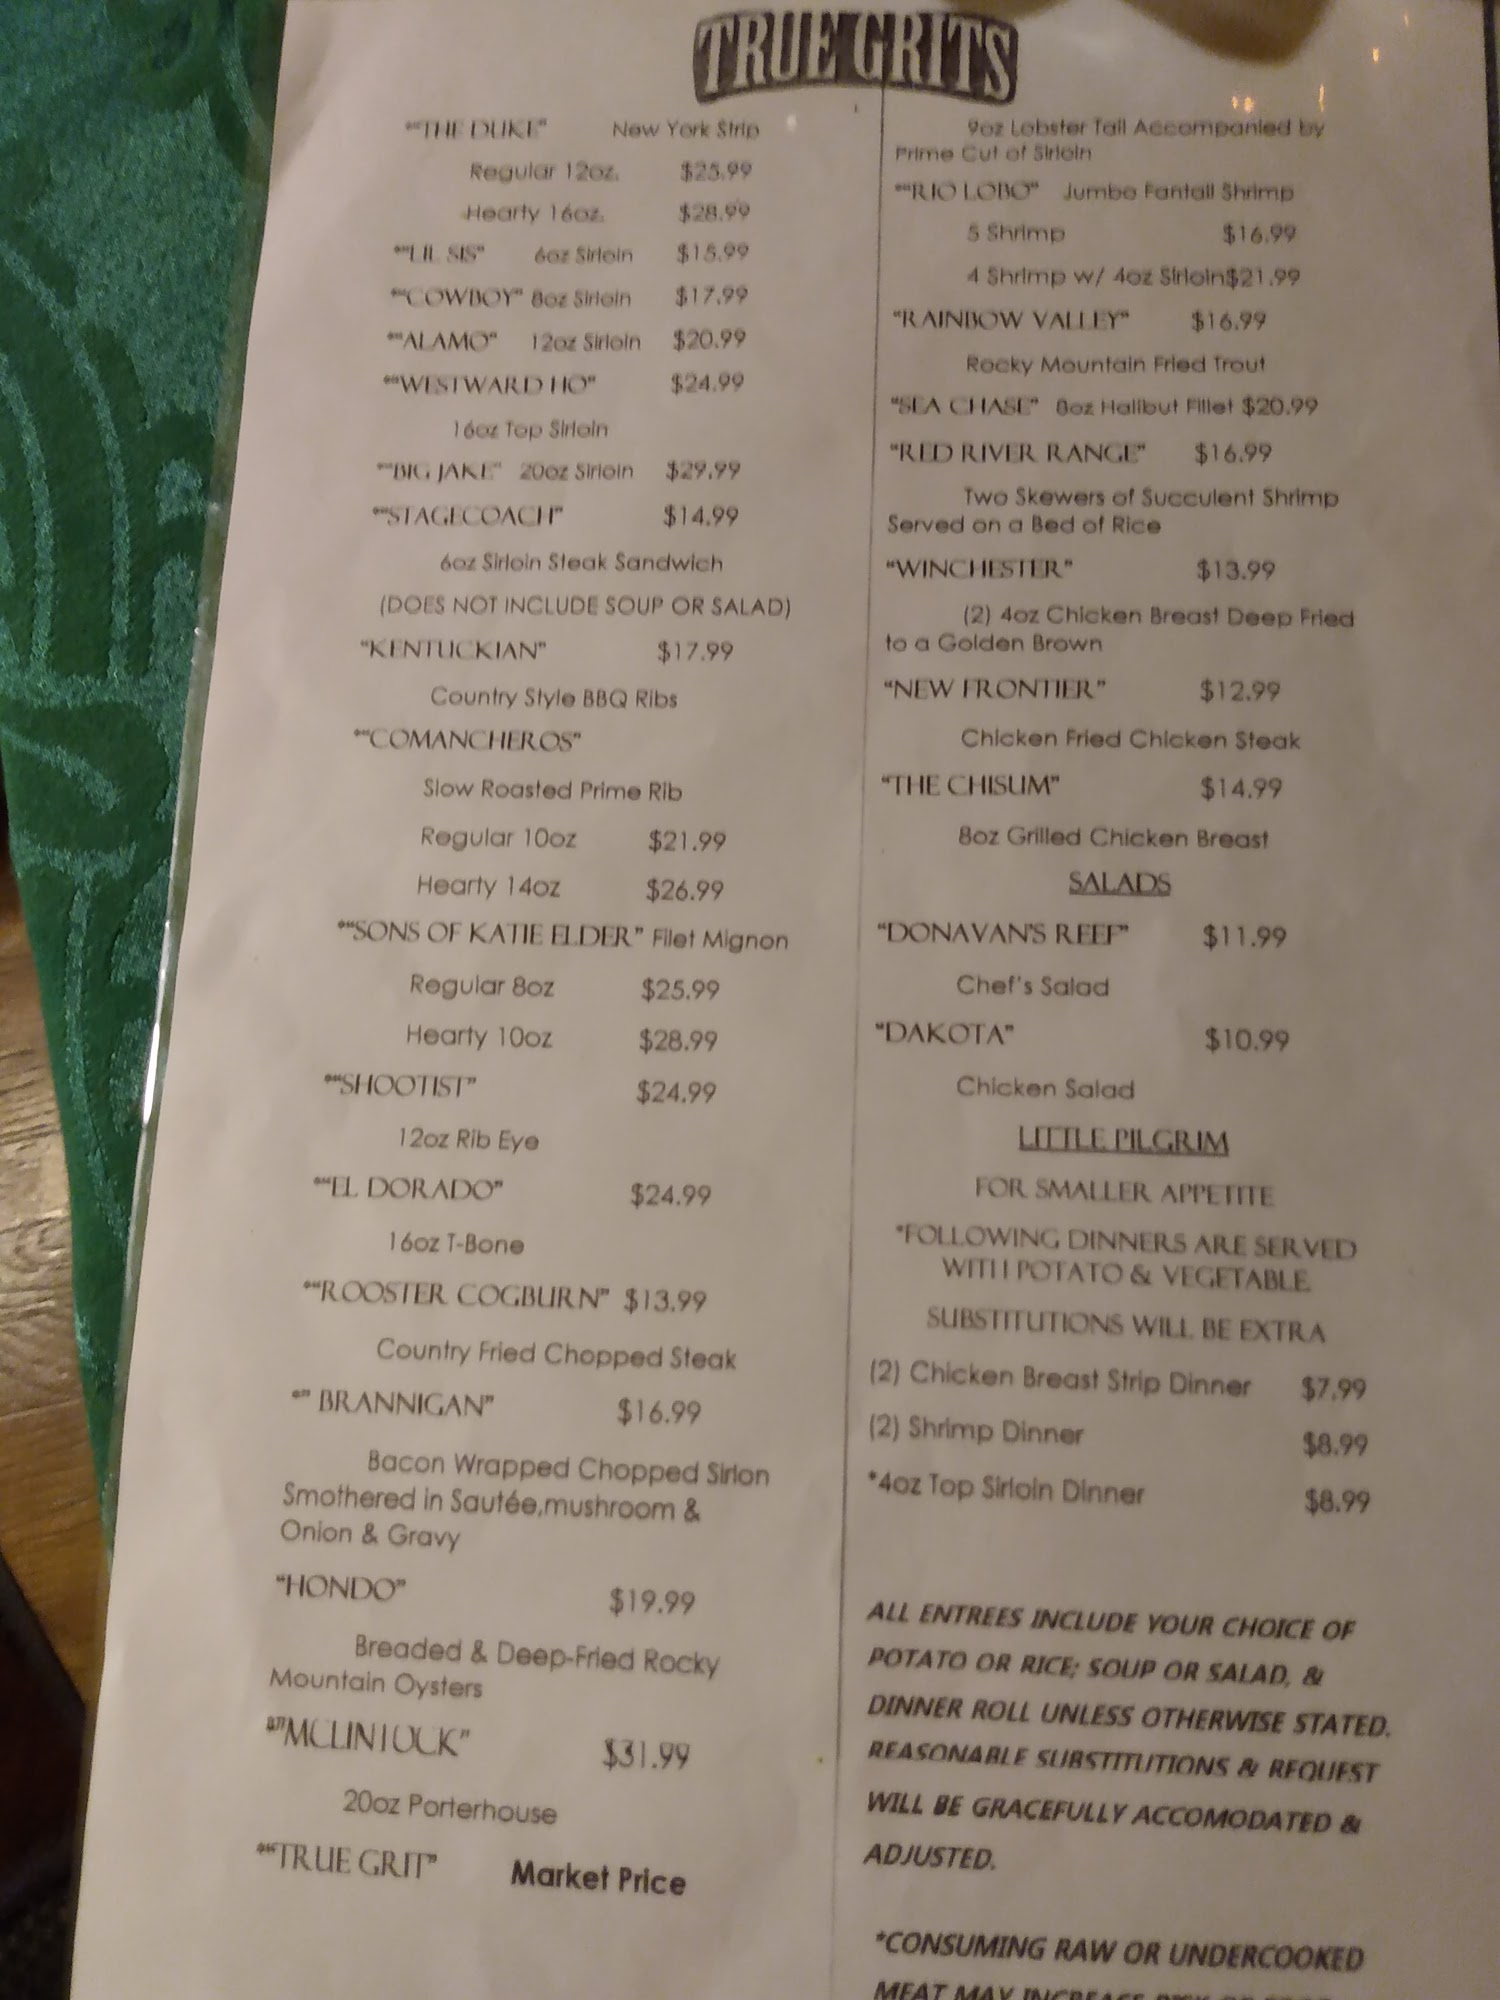 TRUE GRITS
*"THE DUKE" New York Strip
Regular 12oz. $25.99
Hearty 16oz. $28.99
*"LIL SIS" 6oz Sirloin $15.99
*"COWBOY" 8oz Sirloin $17.99
*"ALAMO" 12oz Sirloin $20.99
*"WESTWARD HO" $24.99
16oz Top Sirloin
*"BIG JAKE" 20oz Sirloin $29.99
*"STAGECOACH" $14.99
6oz Sirloin Steak Sandwich
(DOES NOT INCLUDE SOUP OR SALAD)
"KENTUCKIAN" $17.99
Country Style BBQ Ribs
*"COMANCHEROS"
Slow Roasted Prime Rib
Regular 10oz $21.99
Hearty 14oz $26.99
*"SONS OF KATIE ELDER" Filet Mignon
Regular 8oz $25.99
Hearty 10oz $28.99
*"SHOOTIST" $24.99
12oz Rib Eye
*"EL DORADO" $24.99
16oz T-Bone
*"ROOSTER COGBURN" $13.99
Country Fried Chopped Steak
*" BRANNIGAN" $16.99
Bacon Wrapped Chopped Sirlon
Smothered in Sautée,mushroom &
Onion & Gravy
"HONDO" $19.99
Breaded & Deep-Fried Rocky
Mountain Oysters
*"MCLINTOCK" $31.99
20oz Porterhouse
*"TRUE GRIT" Market Price
9oz Lobster Tail Accompanied by
Prime Cut of Sirloin
*"RIO LOBO" Jumbo Fantail Shrimp
5 Shrimp $16.99
4 Shrimp w/ 4oz Sirloin$21.99
"RAINBOW VALLEY" $16.99
Rocky Mountain Fried Trout
"SEA CHASE" 8oz Halibut Fillet $20.99
"RED RIVER RANGE" $16.99
Two Skewers of Succulent Shrimp
Served on a Bed of Rice
"WINCHESTER" $13.99
(2) 4oz Chicken Breast Deep Fried
to a Golden Brown
"NEW FRONTIER" $12.99
Chicken Fried Chicken Steak
"THE CHISUM" $14.99
8oz Grilled Chicken Breast
SALADS
"DONAVAN'S REEF" $11.99
Chef's Salad
"DAKOTA" $10.99
Chicken Salad
LITTLE PILGRIM
FOR SMALLER APPETITE
*FOLLOWING DINNERS ARE SERVED
WITH POTATO & VEGETABLE.
SUBSTITUTIONS WILL BE EXTRA
(2) Chicken Breast Strip Dinner $7.99
(2) Shrimp Dinner $8.99
*4oz Top Sirloin Dinner $8.99
ALL ENTREES INCLUDE YOUR CHOICE OF
POTATO OR RICE; SOUP OR SALAD, &
DINNER ROLL UNLESS OTHERWISE STATED.
REASONABLE SUBSTITUTIONS & REQUEST
WILL BE GRACEFULLY ACCOMODATED &
ADJUSTED.
*CONSUMING RAW OR UNDERCOOKED
MEAT MAY INCREASE RISK OF